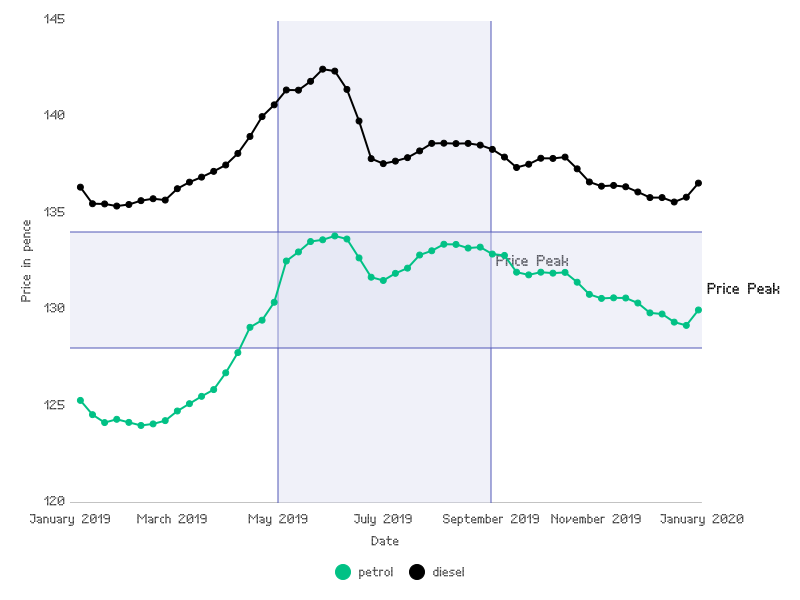 145
140
135
130
125
120
Price in pence
Price Peak
Price Peak
January 2019 March 2019 May 2019 July 2019 September 2019 November 2019 January 2020
Date
petrol diesel